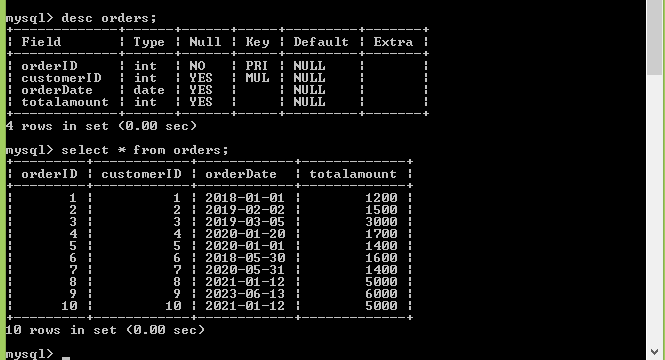 mysql> desc orders;
| Field | Type | Null | Key | Default | Extra |
| orderID | int | NO | PRI | NULL | |
| customerID | int | YES | MUL | NULL | |
| orderDate | date | YES | | NULL | |
| totalamount | int | YES | | NULL | |
4 rows in set (0.00 sec)
mysql> select * from orders;
| orderID | customerID | orderDate | totalamount |
| 1 | 1 | 2018-01-01 | 1200 |
| 2 | 2 | 2019-02-02 | 1500 |
| 3 | 3 | 2019-03-05 | 3000 |
| 4 | 4 | 2020-01-20 | 1700 |
| 5 | 5 | 2020-01-01 | 1400 |
| 6 | 6 | 2018-05-30 | 1600 |
| 7 | 7 | 2020-05-31 | 1400 |
| 8 | 8 | 2021-01-12 | 5000 |
| 9 | 9 | 2023-06-13 | 6000 |
| 10 | 10 | 2021-01-12 | 5000 |
10 rows in set (0.00 sec)
mysql> _